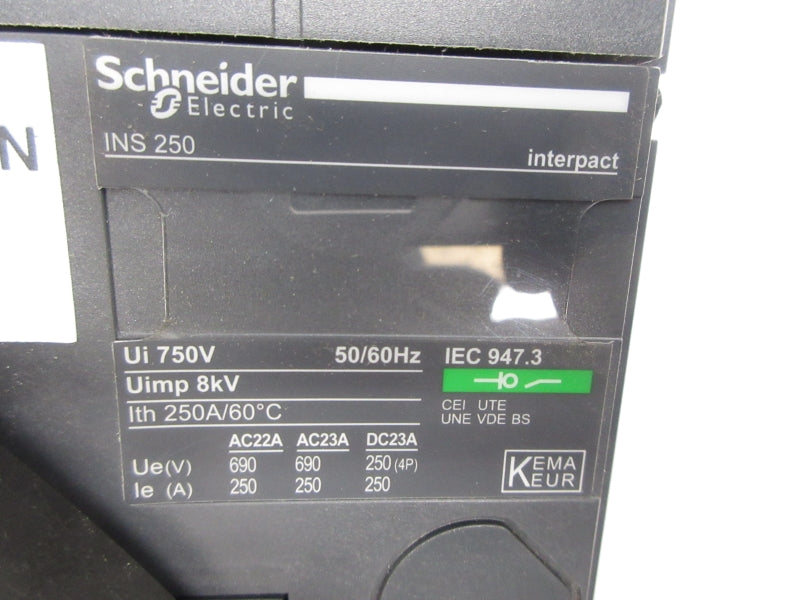 N
Schneider
Electric
INS 250
interpact
Ui 750V 50/60Hz
Uimp 8kV
Ith 250A/60°C
AC22A AC23A DC23A
Ue(V) 690 690 250 (4P)
Ie (A) 250 250 250
IEC 947.3
CEI UTE
UNE VDE BS
KEMA
KEUR